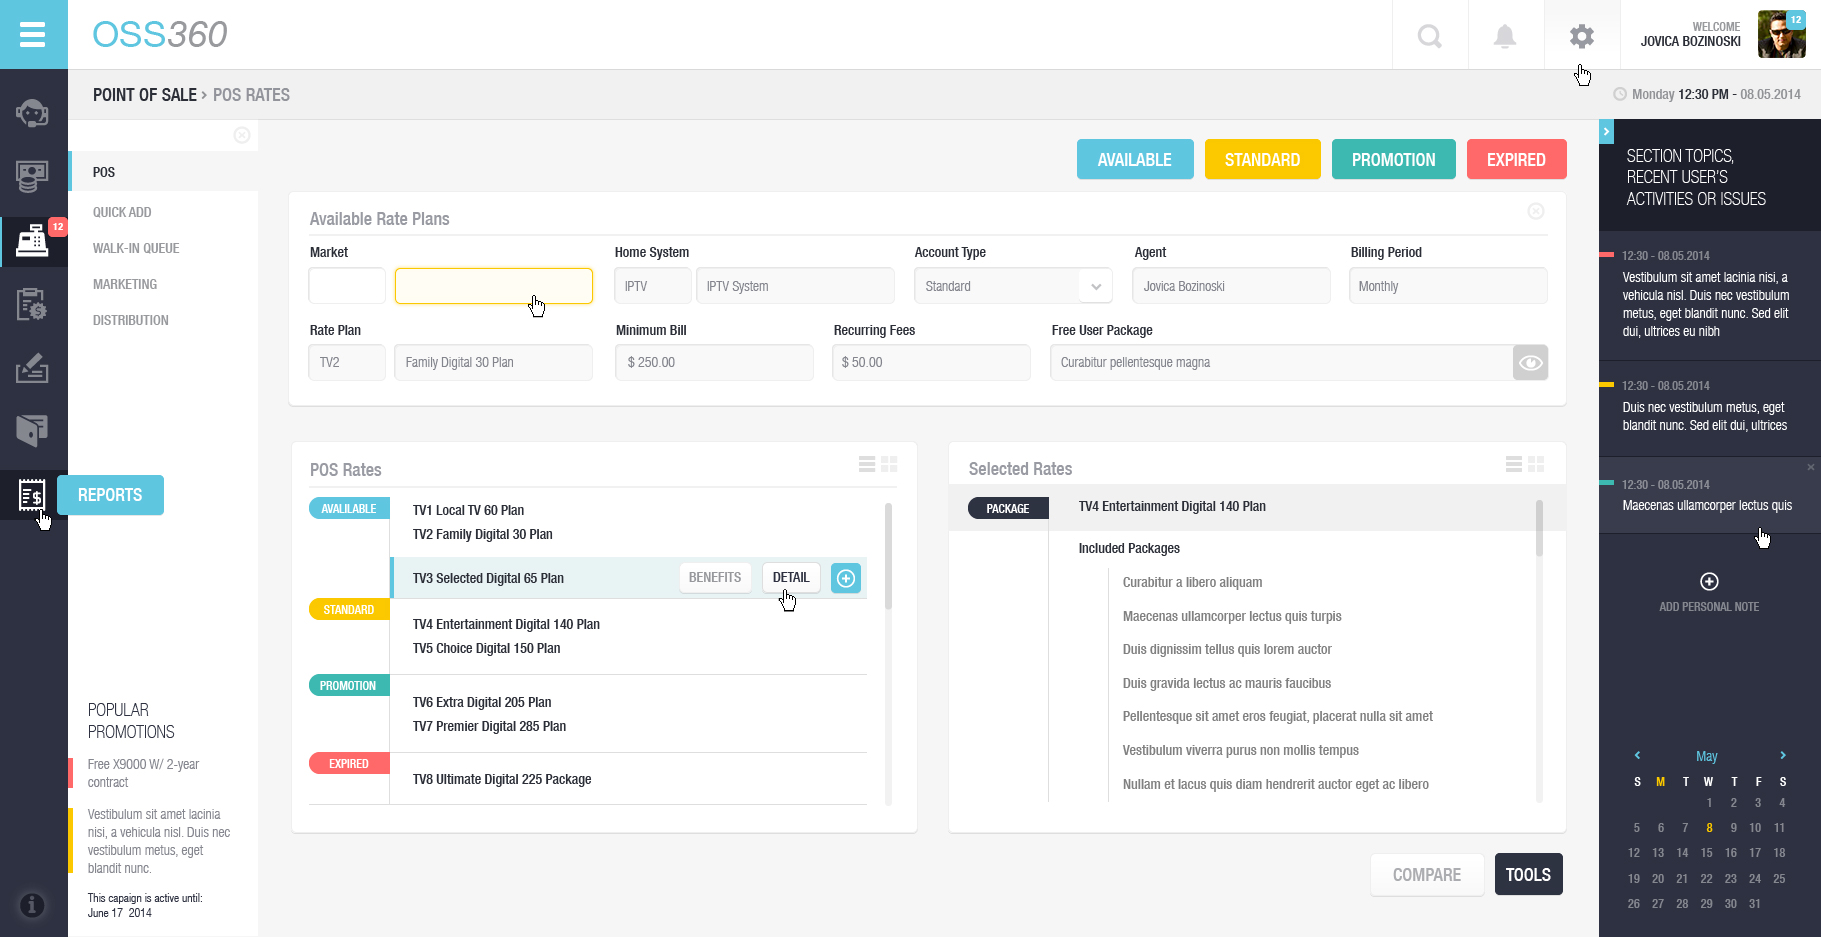 OSS360
WELCOME
JOVICA BOZINOSKI
12
POINT OF SALE › POS RATES
Monday 12:30 PM - 08.05.2014
12
REPORTS
POS
QUICK ADD
WALK-IN QUEUE
MARKETING
DISTRIBUTION
POPULAR
PROMOTIONS
Free X9000 W/ 2-year
contract
Vestibulum sit amet lacinia
nisi, a vehicula nisl. Duis nec
vestibulum metus, eget
blandit nunc.
This capaign is active until:
June 17 2014
AVAILABLE
STANDARD
PROMOTION
EXPIRED
Available Rate Plans
Market
Home System
Account Type
Agent
Billing Period
IPTV
IPTV System
Standard
Jovica Bozinoski
Monthly
Rate Plan
Minimum Bill
Recurring Fees
Free User Package
TV2
Family Digital 30 Plan
$ 250.00
$ 50.00
Curabitur pellentesque magna
POS Rates
AVALILABLE
TV1 Local TV 60 Plan
TV2 Family Digital 30 Plan
TV3 Selected Digital 65 Plan
BENEFITS
DETAIL
STANDARD
TV4 Entertainment Digital 140 Plan
TV5 Choice Digital 150 Plan
PROMOTION
TV6 Extra Digital 205 Plan
TV7 Premier Digital 285 Plan
EXPIRED
TV8 Ultimate Digital 225 Package
Selected Rates
PACKAGE
TV4 Entertainment Digital 140 Plan
Included Packages
Curabitur a libero aliquam
Maecenas ullamcorper lectus quis turpis
Duis dignissim tellus quis lorem auctor
Duis gravida lectus ac mauris faucibus
Pellentesque sit amet eros feugiat, placerat nulla sit amet
Vestibulum viverra purus non mollis tempus
Nullam et lacus quis diam hendrerit auctor eget ac libero
COMPARE
TOOLS
SECTION TOPICS,
RECENT USER'S
ACTIVITIES OR ISSUES
12:30 - 08.05.2014
Vestibulum sit amet lacinia nisi, a
vehicula nisl. Duis nec vestibulum
metus, eget blandit nunc. Sed elit
dui, ultrices eu nibh
12:30 - 08.05.2014
Duis nec vestibulum metus, eget
blandit nunc. Sed elit dui, ultrices
12:30 - 08.05.2014
Maecenas ullamcorper lectus quis
ADD PERSONAL NOTE
May
S M T W T F S
1 2 3 4
5 6 7 8 9 10 11
12 13 14 15 16 17 18
19 20 21 22 23 24 25
26 27 28 29 30 31